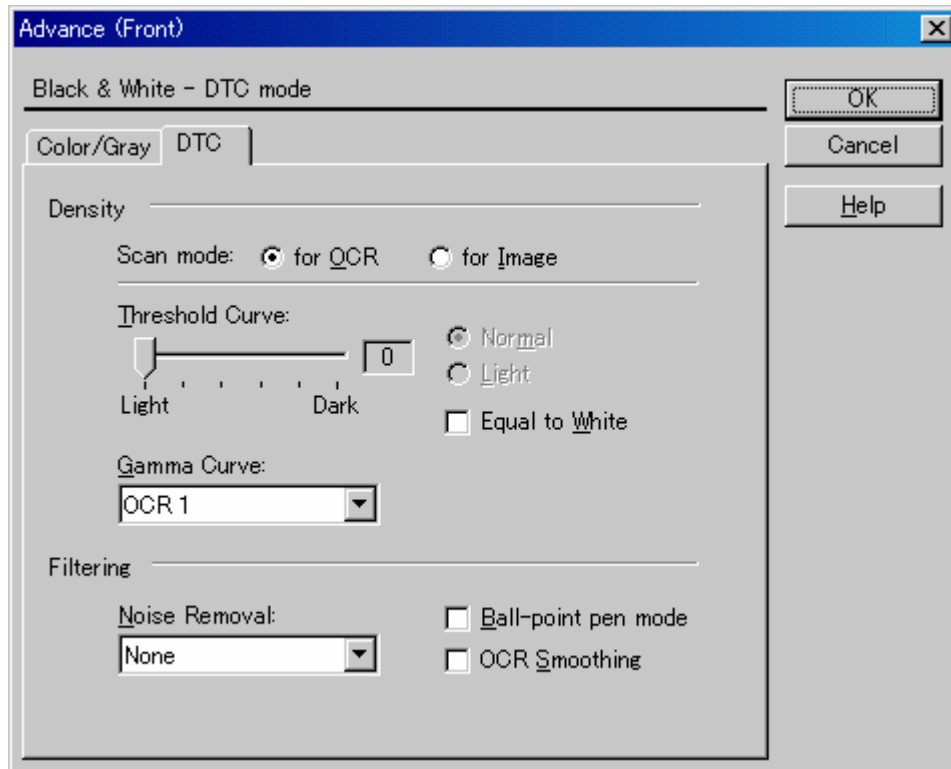 Advance (Front)
Black & White - DTC mode
OK
Color/Gray DTC
Cancel
Density
Help
Scan mode: for OCR for Image
Threshold Curve:
Normal
0
Light
Light Dark
Equal to White
Gamma Curve:
OCR 1
Filtering
Noise Removal:
Ball-point pen mode
None
OCR Smoothing